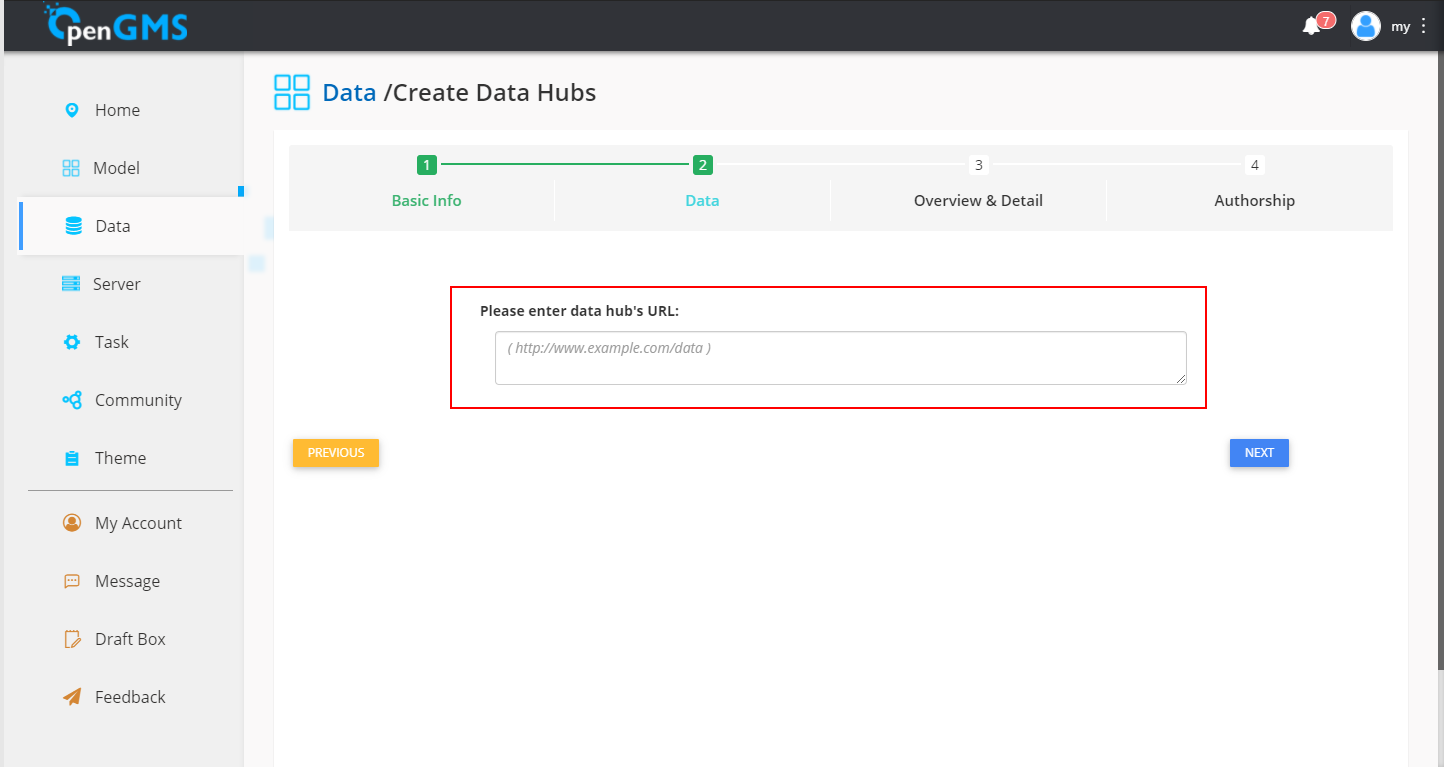 OpenGMS
7
my
Home
Model
Data
Server
Task
Community
Theme
My Account
Message
Draft Box
Feedback
Data /Create Data Hubs
1
2
3
4
Basic Info
Data
Overview & Detail
Authorship
Please enter data hub's URL:
( http://www.example.com/data )
PREVIOUS
NEXT